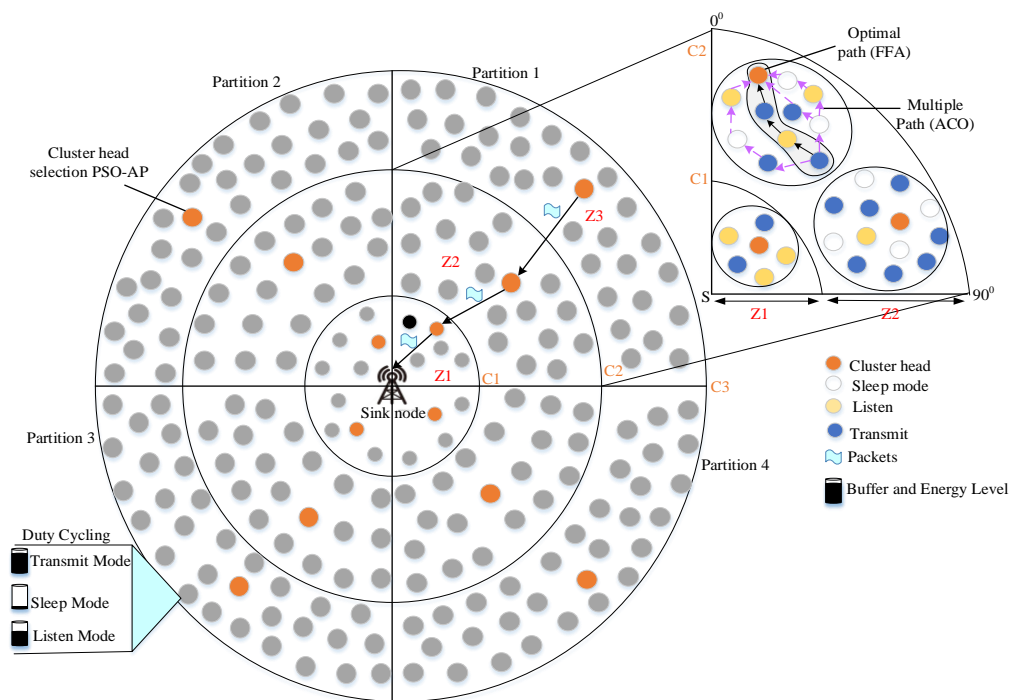 0⁰
C2
Optimal
path (FFA)
Multiple
Path (ACO)
C1
S
90⁰
Z1
Z2
Partition 2
Partition 1
Cluster head
selection PSO-AP
Z3
Z2
Z1
C1
C2
C3
Sink node
Partition 3
Partition 4
Cluster head
Sleep mode
Listen
Transmit
Packets
Buffer and Energy Level
Duty Cycling
Transmit Mode
Sleep Mode
Listen Mode